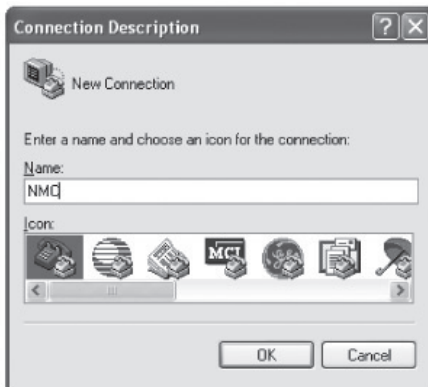 Connection Description
New Connection
Enter a name and choose an icon for the connection:
Name:
NMC
Icon:
MCI
OK
Cancel